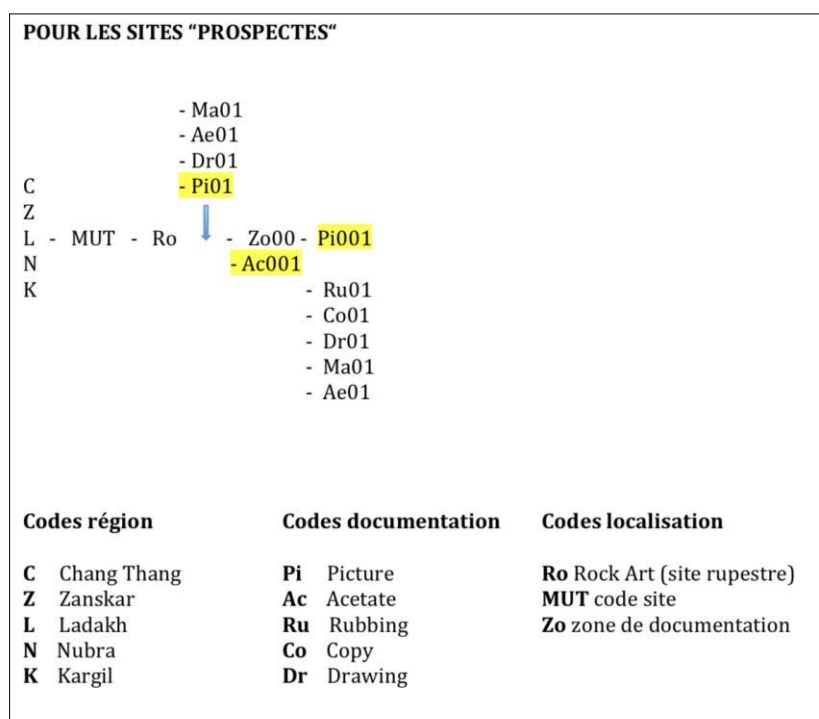 POUR LES SITES “PROSPECTES“
- Ma01
- Ae01
- Dr01
C - Pi01
Z
L - MUT - Ro - Zo00 - Pi001
N - Ac001
K - Ru01
- Co01
- Dr01
- Ma01
- Ae01
Codes région Codes documentation Codes localisation
C Chang Thang Pi Picture Ro Rock Art (site rupestre)
Z Zanskar Ac Acetate MUT code site
L Ladakh Ru Rubbing Zo zone de documentation
N Nubra Co Copy
K Kargil Dr Drawing